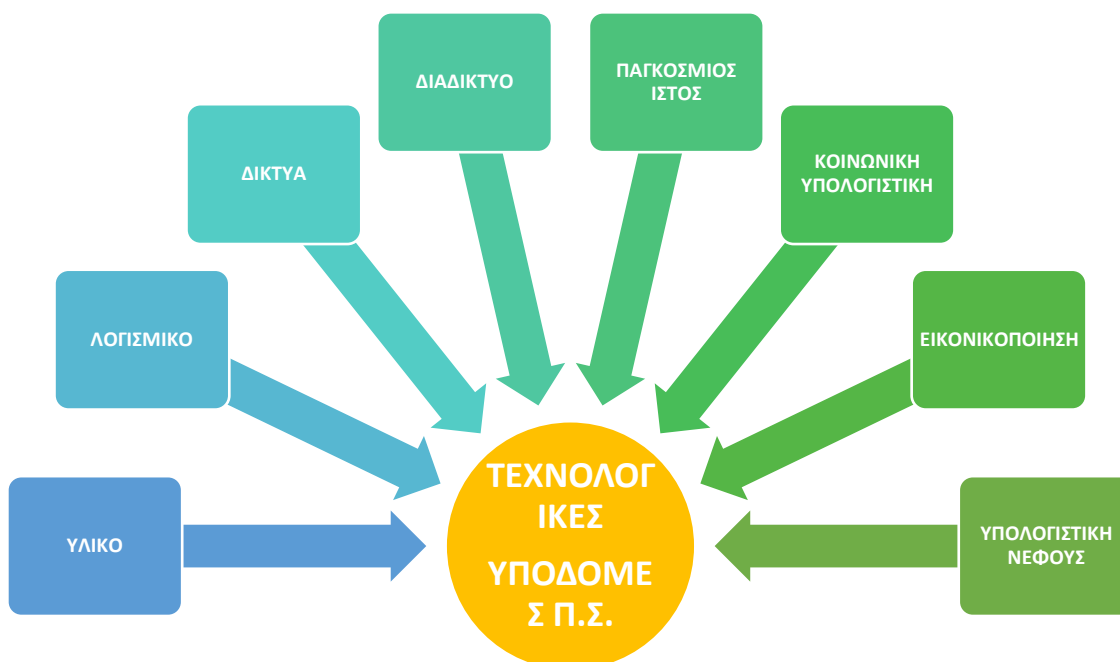 ΔΙΑΔΙΚΤΥΟ
ΠΑΓΚΟΣΜΙΟΣ
ΙΣΤΟΣ
ΔΙΚΤΥΑ
ΚΟΙΝΩΝΙΚΗ
ΥΠΟΛΟΓΙΣΤΙΚΗ
ΛΟΓΙΣΜΙΚΟ
ΕΙΚΟΝΙΚΟΠΟΙΗΣΗ
ΥΛΙΚΟ
ΤΕΧΝΟΛΟΓ
ΙΚΕΣ
ΥΠΟΔΟΜΕ
Σ Π.Σ.
ΥΠΟΛΟΓΙΣΤΙΚΗ
ΝΕΦΟΥΣ